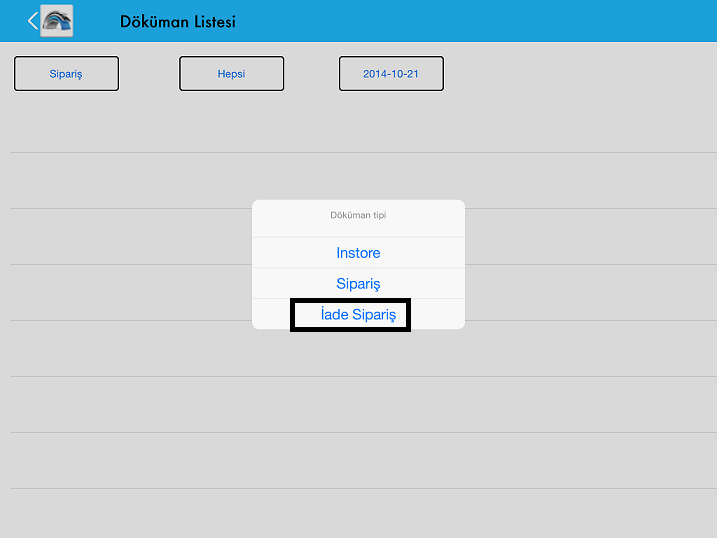 Döküman Listesi
Sipariş
Hepsi
2014-10-21
Döküman tipi
Instore
Sipariş
İade Sipariş